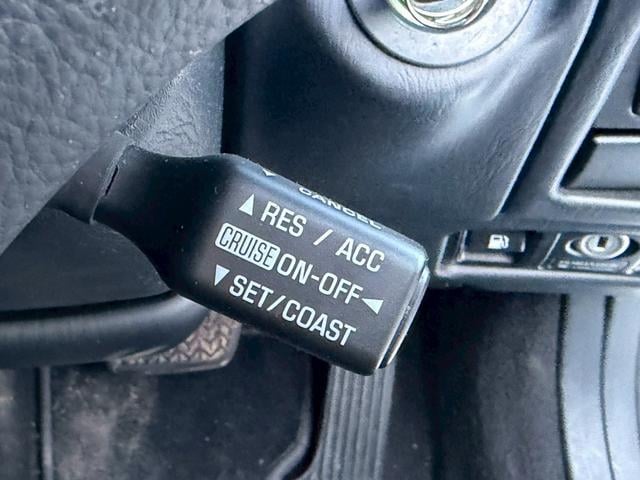 CANCEL
▲ RES / ACC
CRUISE ON-OFF ◀
▼ SET/COAST